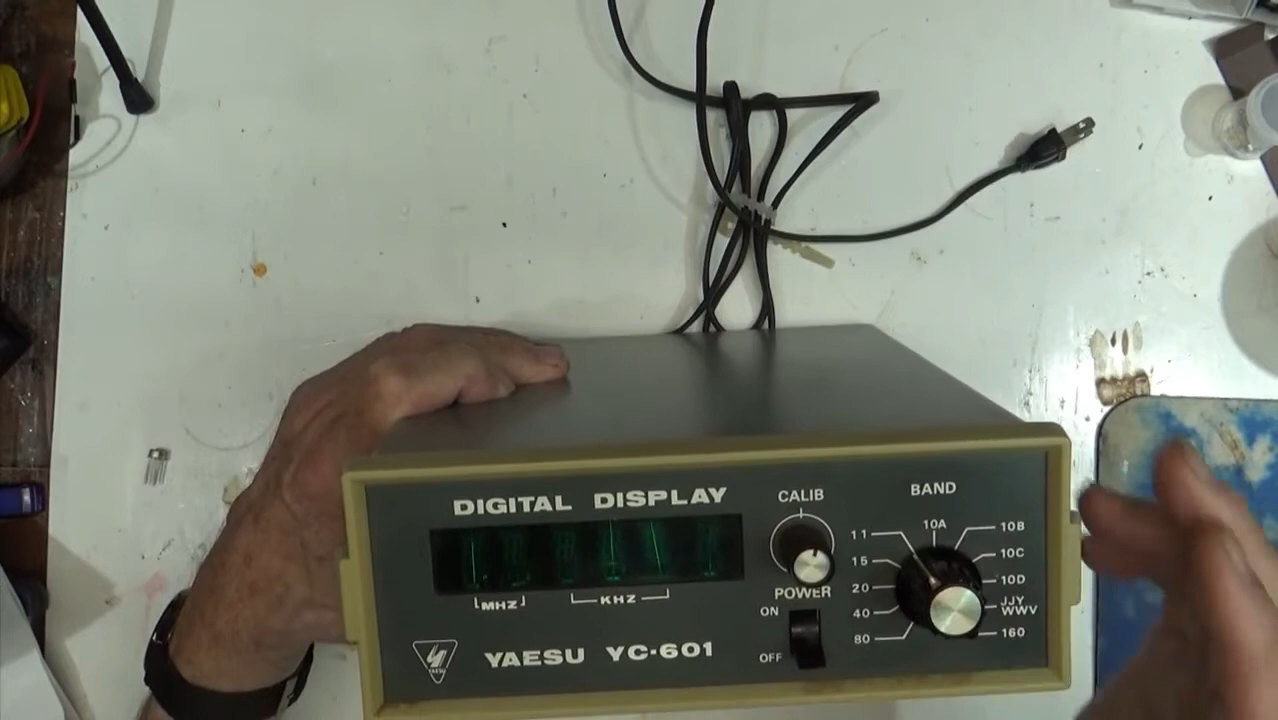 DIGITAL DISPLAY
CALIB
BAND
10A
11
10B
15
10C
20
10D
40
JJY
WWV
80
160
MHZ
KHZ
POWER
ON
OFF
YAESU
YAESU YC-601